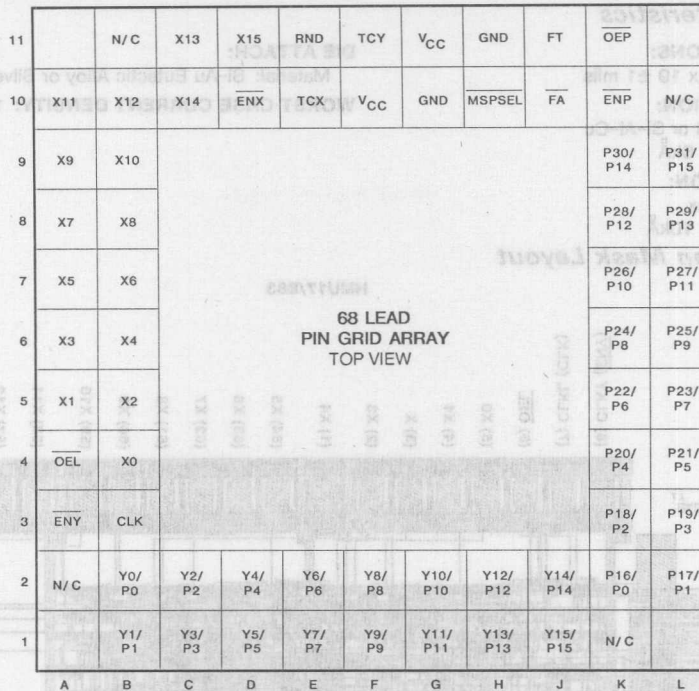 11 N/C X13 X15 RND TCY VCC GND FT OEP
10 X11 X12 X14 ENX TCX VCC GND MSPSEL FA ENP N/C
9 X9 X10 P30/P14 P31/P15
8 X7 X8 P28/P12 P29/P13
7 X5 X6 P26/P10 P27/P11
6 X3 X4 P24/P8 P25/P9
68 LEAD
PIN GRID ARRAY
TOP VIEW
5 X1 X2 P22/P6 P23/P7
4 OEL X0 P20/P4 P21/P5
3 ENY CLK P18/P2 P19/P3
2 N/C Y0/P0 Y2/P2 Y4/P4 Y6/P6 Y8/P8 Y10/P10 Y12/P12 Y14/P14 P16/P0 P17/P1
1 Y1/P1 Y3/P3 Y5/P5 Y7/P7 Y9/P9 Y11/P11 Y13/P13 Y15/P15 N/C
A B C D E F G H J K L